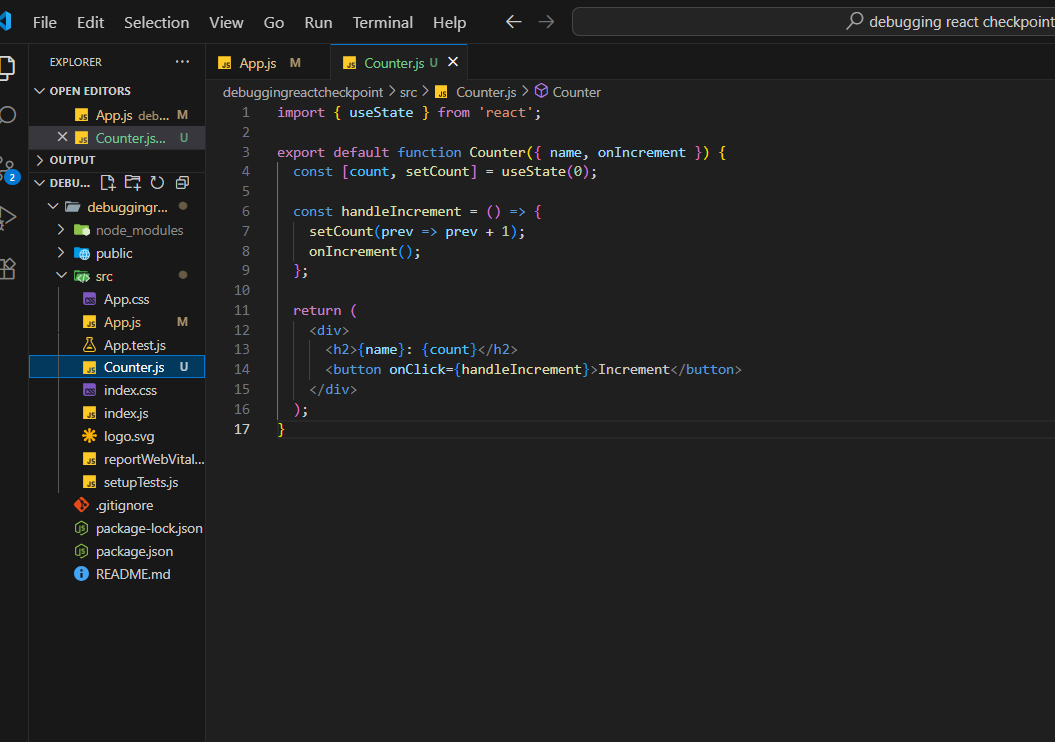 File Edit Selection View Go Run Terminal Help
debugging react checkpoint
EXPLORER ...
OPEN EDITORS
App.js deb... M
Counter.js... U
OUTPUT
DEBU...
debuggingr...
node_modules
public
src
App.css
App.js M
App.test.js
Counter.js U
index.css
index.js
logo.svg
reportWebVital...
setupTests.js
.gitignore
package-lock.json
package.json
README.md
2
App.js M
Counter.js U
debuggingreactcheckpoint > src > Counter.js > Counter
1 import { useState } from 'react';
2
3 export default function Counter({ name, onIncrement }) {
4 const [count, setCount] = useState(0);
5
6 const handleIncrement = () => {
7 setCount(prev => prev + 1);
8 onIncrement();
9 };
10
11 return (
12 <div>
13 <h2>{name}: {count}</h2>
14 <button onClick={handleIncrement}>Increment</button>
15 </div>
16 );
17 }